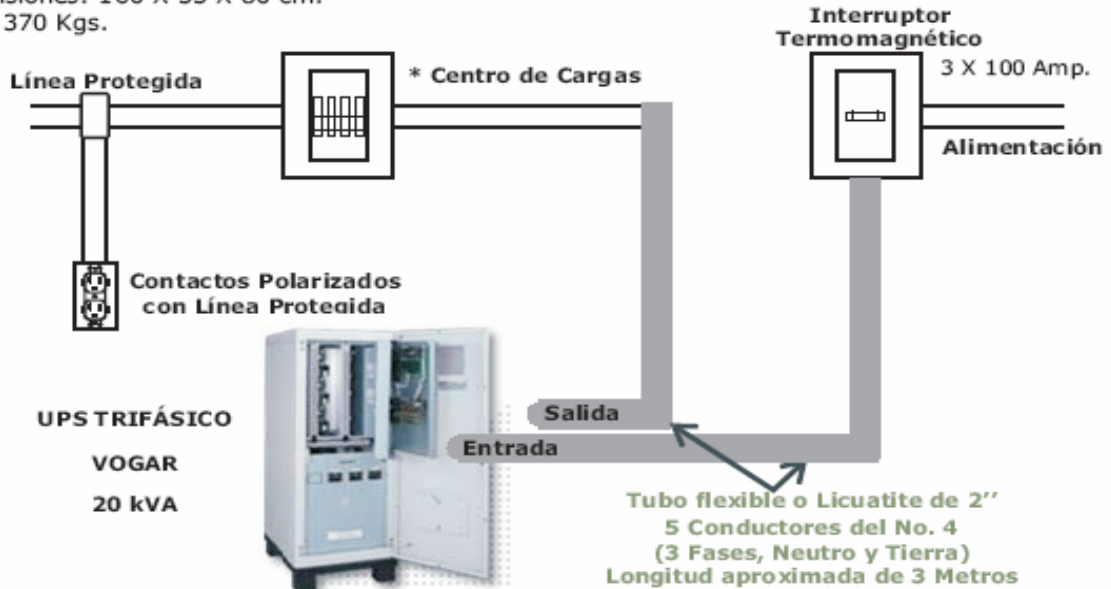 370 Kgs.
Interruptor
Termomagnético
3 X 100 Amp.
Línea Protegida
* Centro de Cargas
Alimentación
Contactos Polarizados
con Línea Protegida
UPS TRIFÁSICO
VOGAR
20 kVA
Salida
Entrada
Tubo flexible o Licuatite de 2’’
5 Conductores del No. 4
(3 Fases, Neutro y Tierra)
Longitud aproximada de 3 Metros